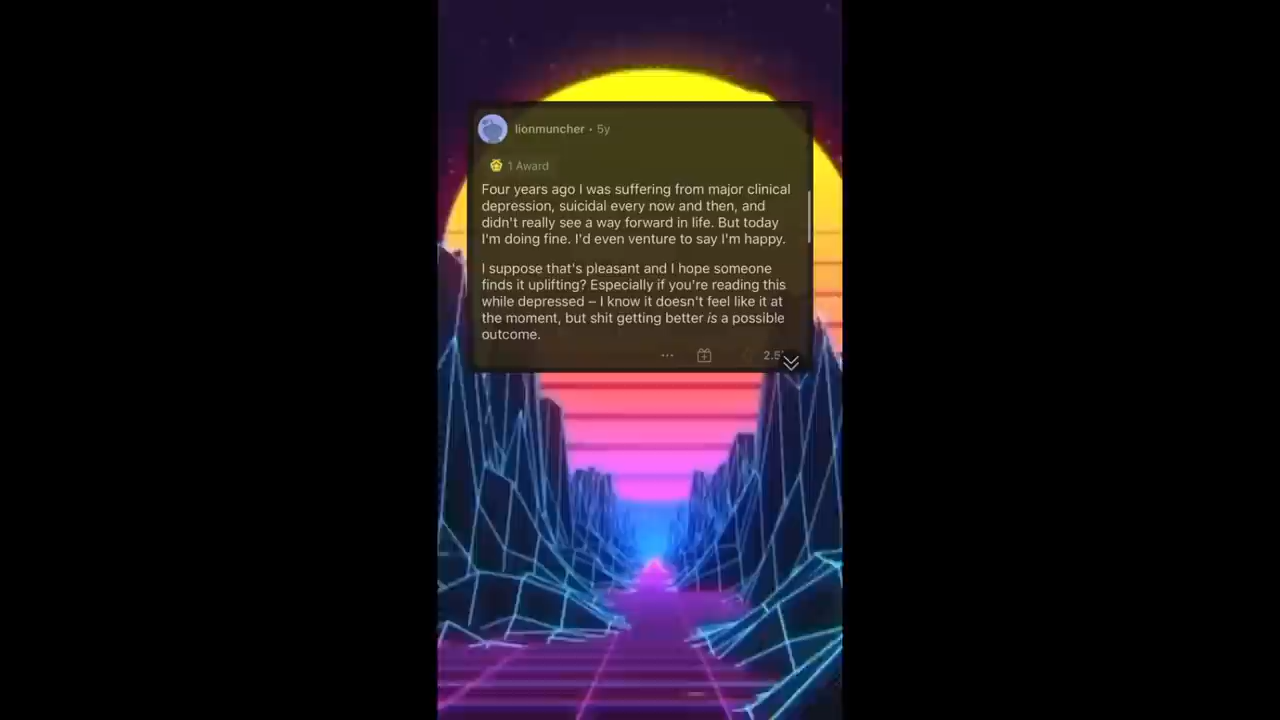 lionmuncher • 5y
1 Award
Four years ago I was suffering from major clinical
depression, suicidal every now and then, and
didn't really see a way forward in life. But today
I'm doing fine. I'd even venture to say I'm happy.
I suppose that's pleasant and I hope someone
finds it uplifting? Especially if you're reading this
while depressed – I know it doesn't feel like it at
the moment, but shit getting better is a possible
outcome.